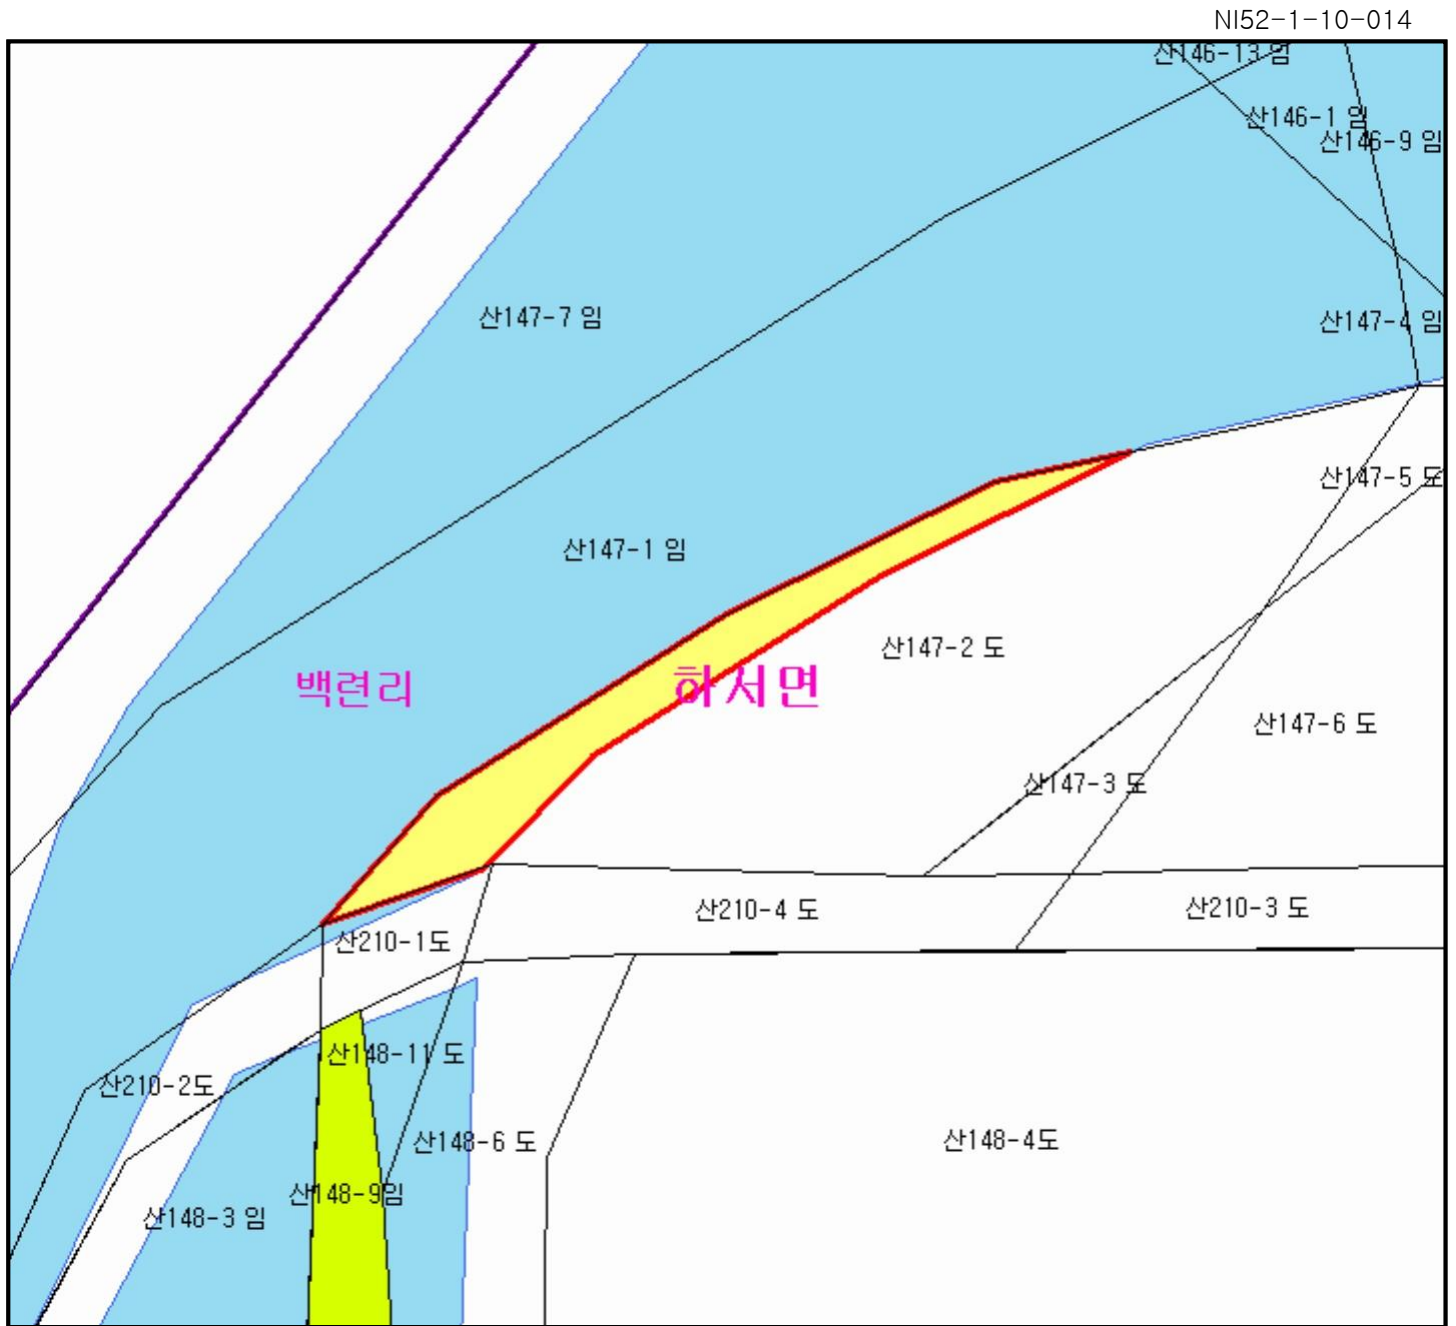 NI52-1-10-014
산146-13 임
산146-1 임
산146-9 임
산147-7 임
산147-4 임
산147-5 도
산147-1 임
산147-2 도
백련리
하서면
산147-6 도
산147-3 도
산210-4 도
산210-3 도
산210-1도
산148-11 도
산210-2도
산148-6 도
산148-4도
산148-9임
산148-3 임